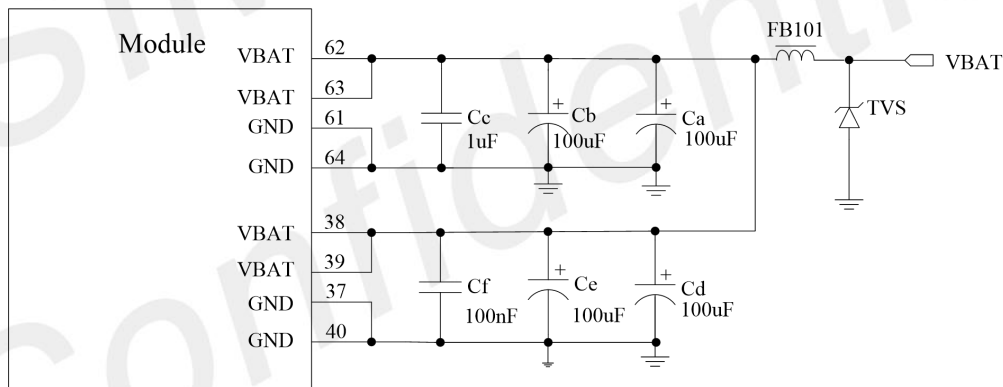 Module
FB101
VBAT 62
VBAT
VBAT 63
GND 61
GND 64
Cc
1uF
+
Cb
100uF
+
Ca
100uF
TVS
VBAT 38
VBAT 39
GND 37
GND 40
Cf
100nF
+
Ce
100uF
+
Cd
100uF
Confidential